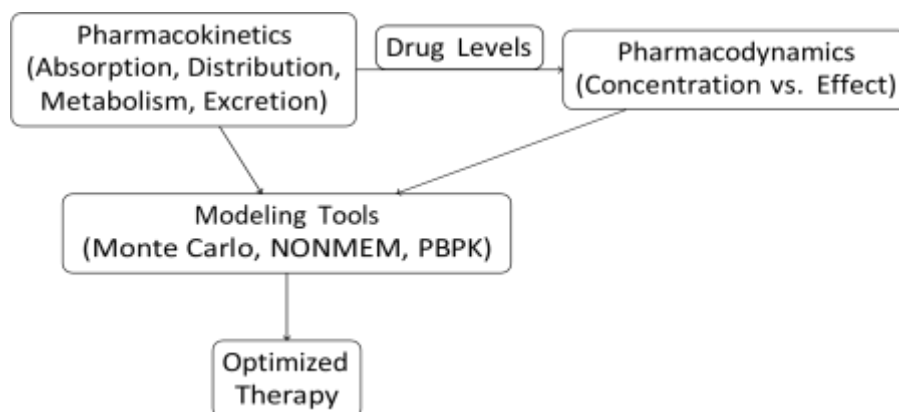 Pharmacokinetics
(Absorption, Distribution,
Metabolism, Excretion)
Drug Levels
Pharmacodynamics
(Concentration vs. Effect)
Modeling Tools
(Monte Carlo, NONMEM, PBPK)
Optimized
Therapy